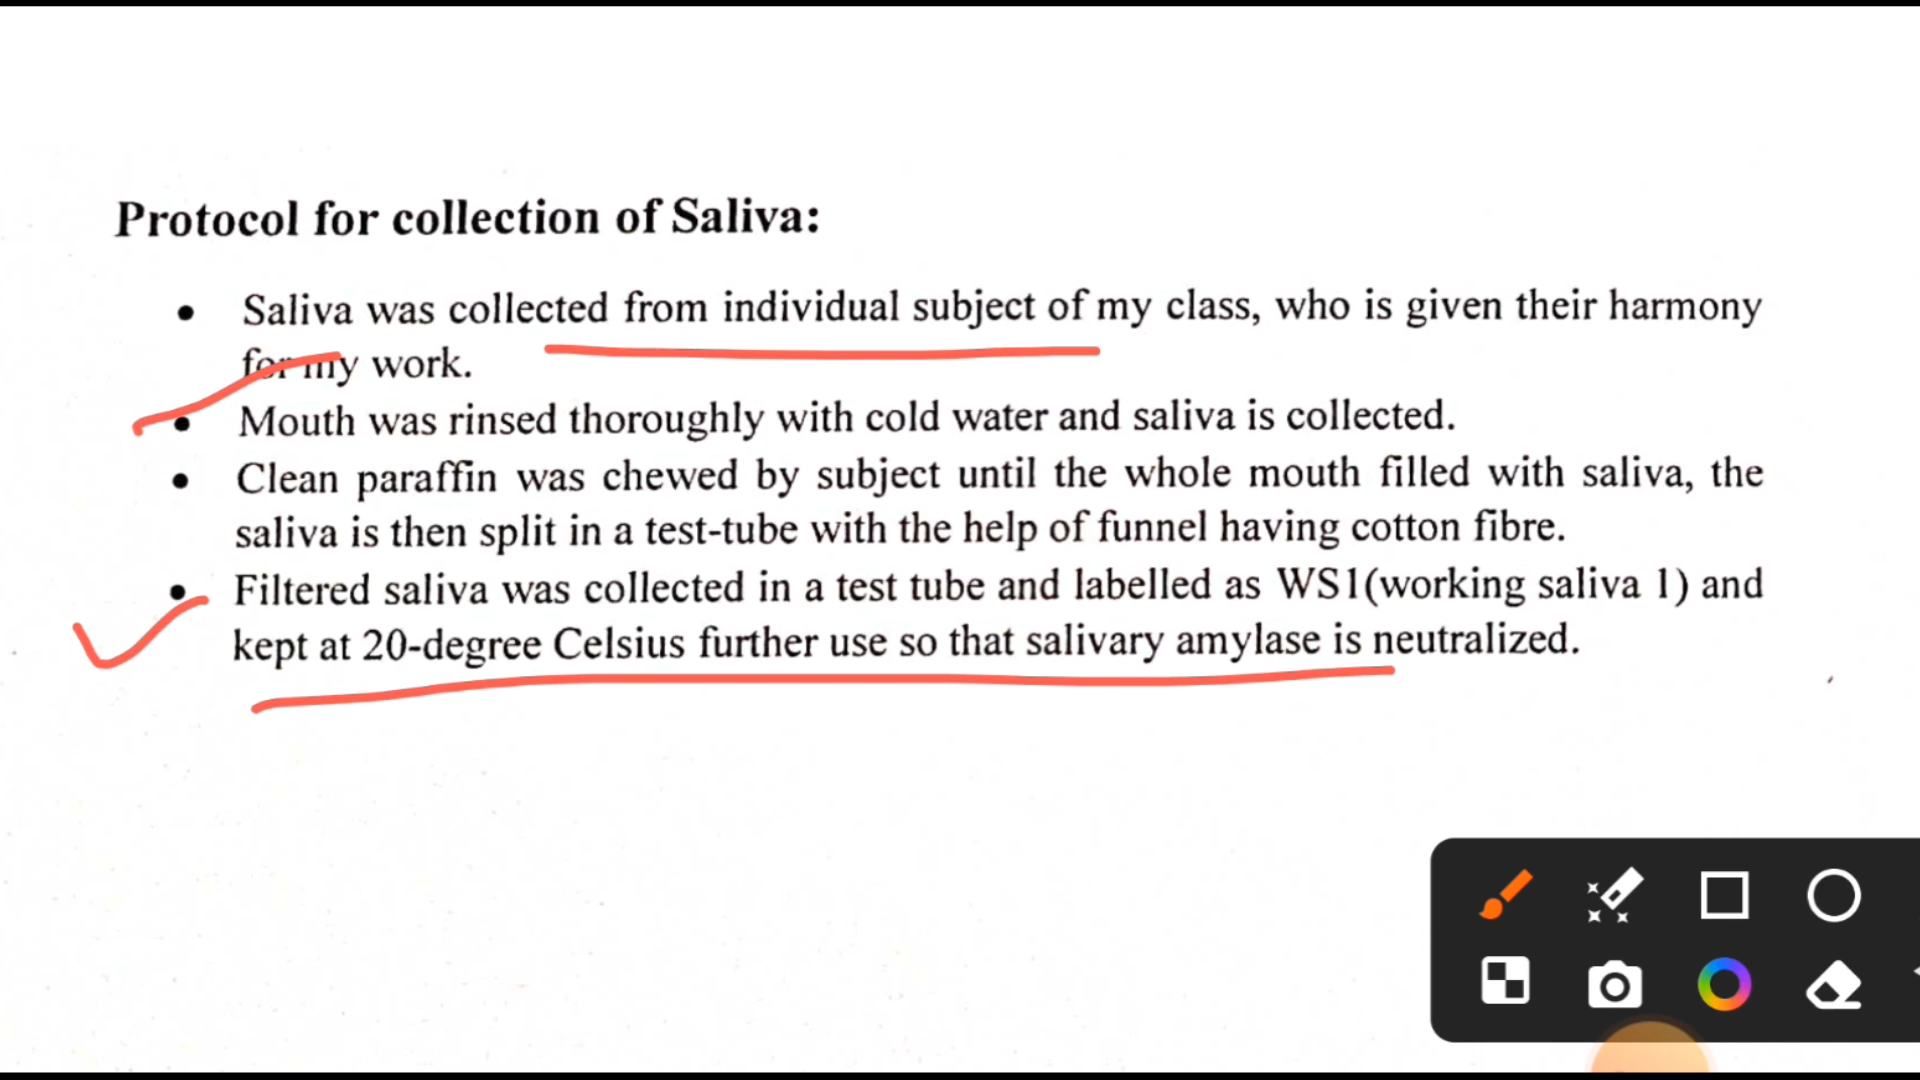 Protocol for collection of Saliva:
• Saliva was collected from individual subject of my class, who is given their harmony
for my work.
• Mouth was rinsed thoroughly with cold water and saliva is collected.
• Clean paraffin was chewed by subject until the whole mouth filled with saliva, the
saliva is then split in a test-tube with the help of funnel having cotton fibre.
• Filtered saliva was collected in a test tube and labelled as WS1(working saliva 1) and
kept at 20-degree Celsius further use so that salivary amylase is neutralized.